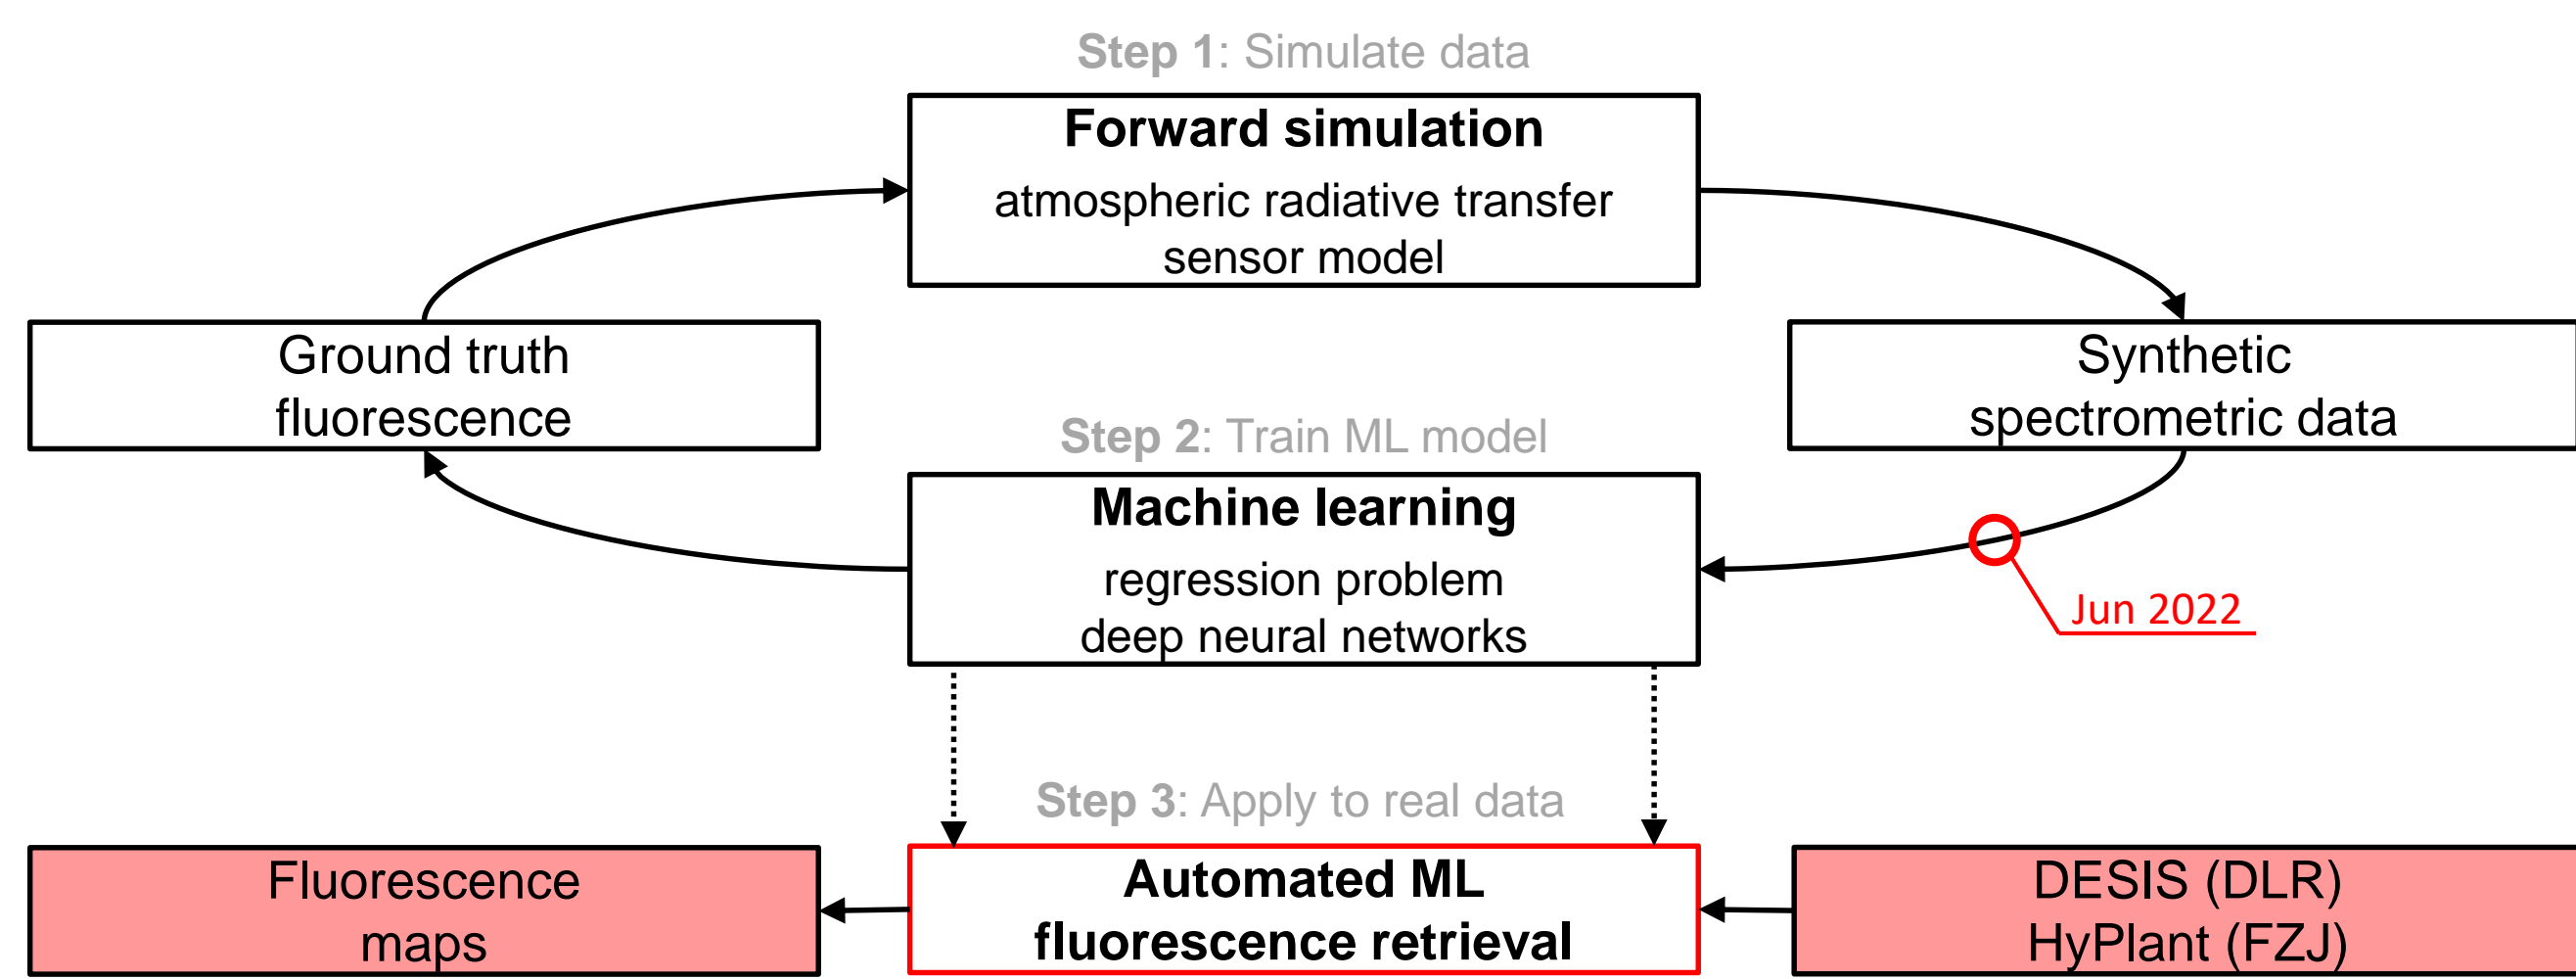 Step 1: Simulate data
Forward simulation
atmospheric radiative transfer
sensor model
Ground truth
fluorescence
Synthetic
spectrometric data
Step 2: Train ML model
Machine learning
regression problem
deep neural networks
Jun 2022
Step 3: Apply to real data
Fluorescence
maps
Automated ML
fluorescence retrieval
DESIS (DLR)
HyPlant (FZJ)